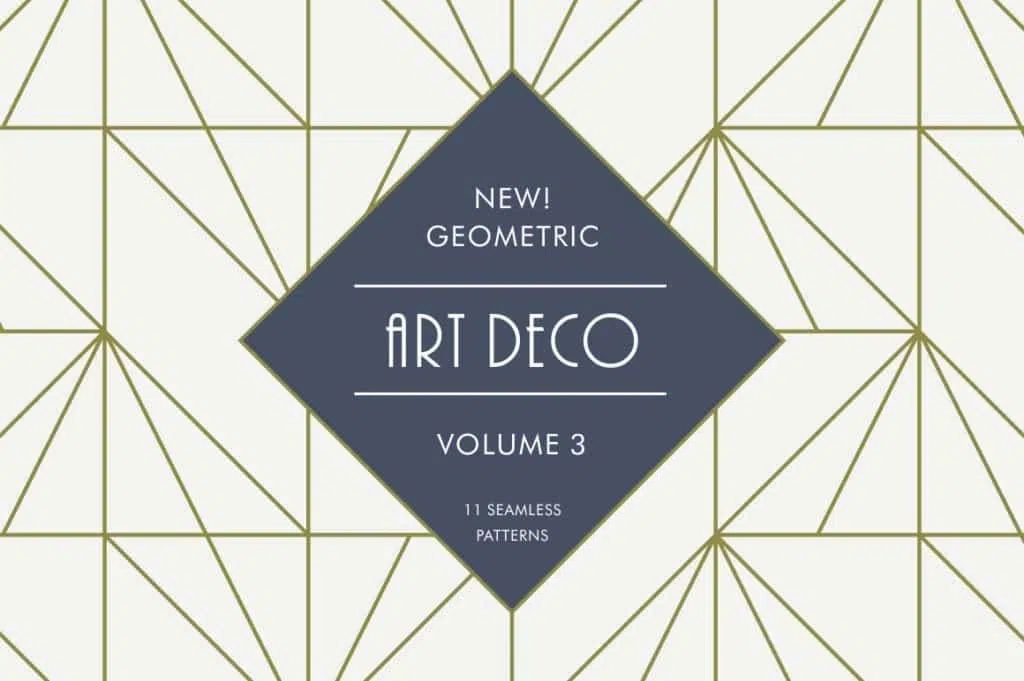 NEW!
GEOMETRIC
ART DECO
VOLUME 3
11 SEAMLESS
PATTERNS